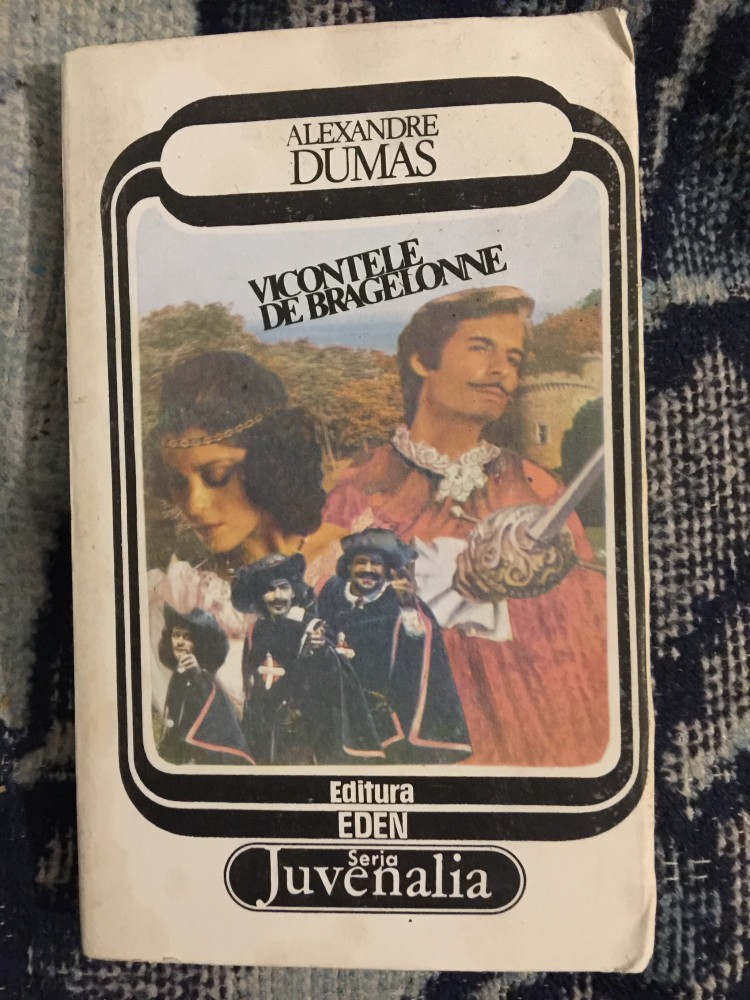 ALEXANDRE
DUMAS
VICONTELE
DE BRAGELONNE
Editura
EDEN
Seria
Juvenalia